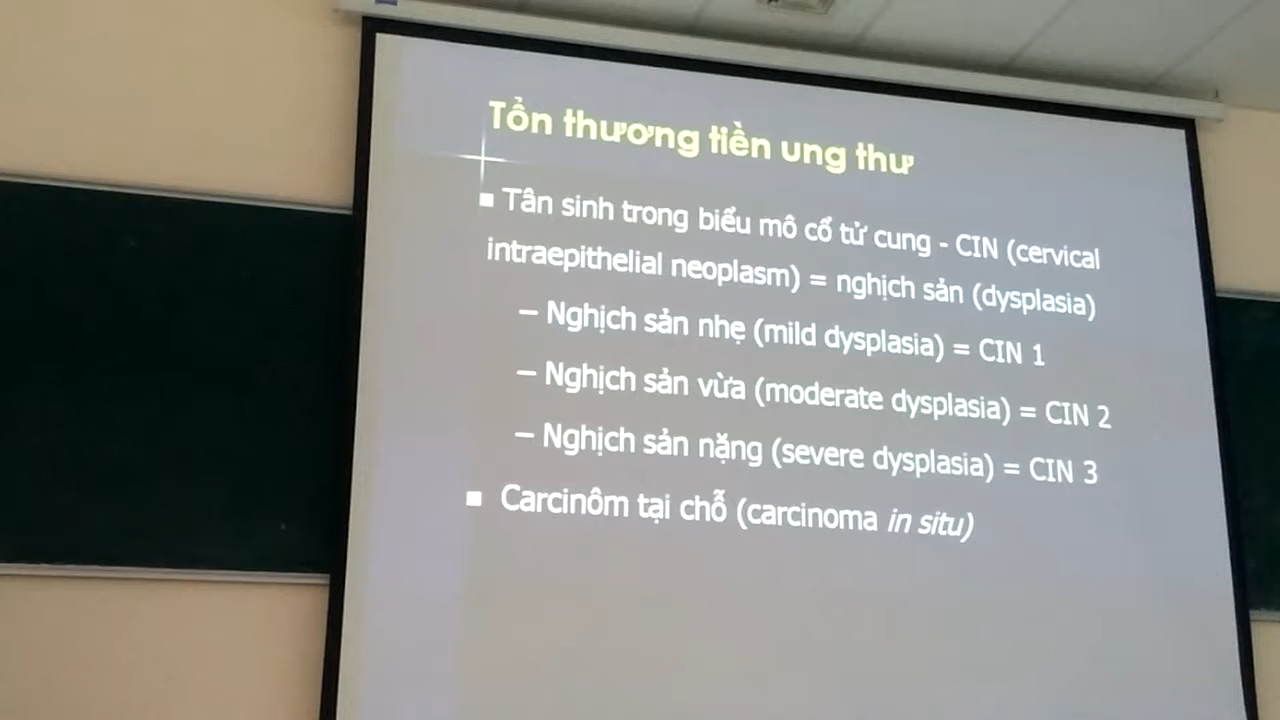 Tổn thương tiền ung thư
▪ Tân sinh trong biểu mô cổ tử cung - CIN (cervical
intraepithelial neoplasm) = nghịch sản (dysplasia)
– Nghịch sản nhẹ (mild dysplasia) = CIN 1
– Nghịch sản vừa (moderate dysplasia) = CIN 2
– Nghịch sản nặng (severe dysplasia) = CIN 3
▪ Carcinôm tại chỗ (carcinoma in situ)